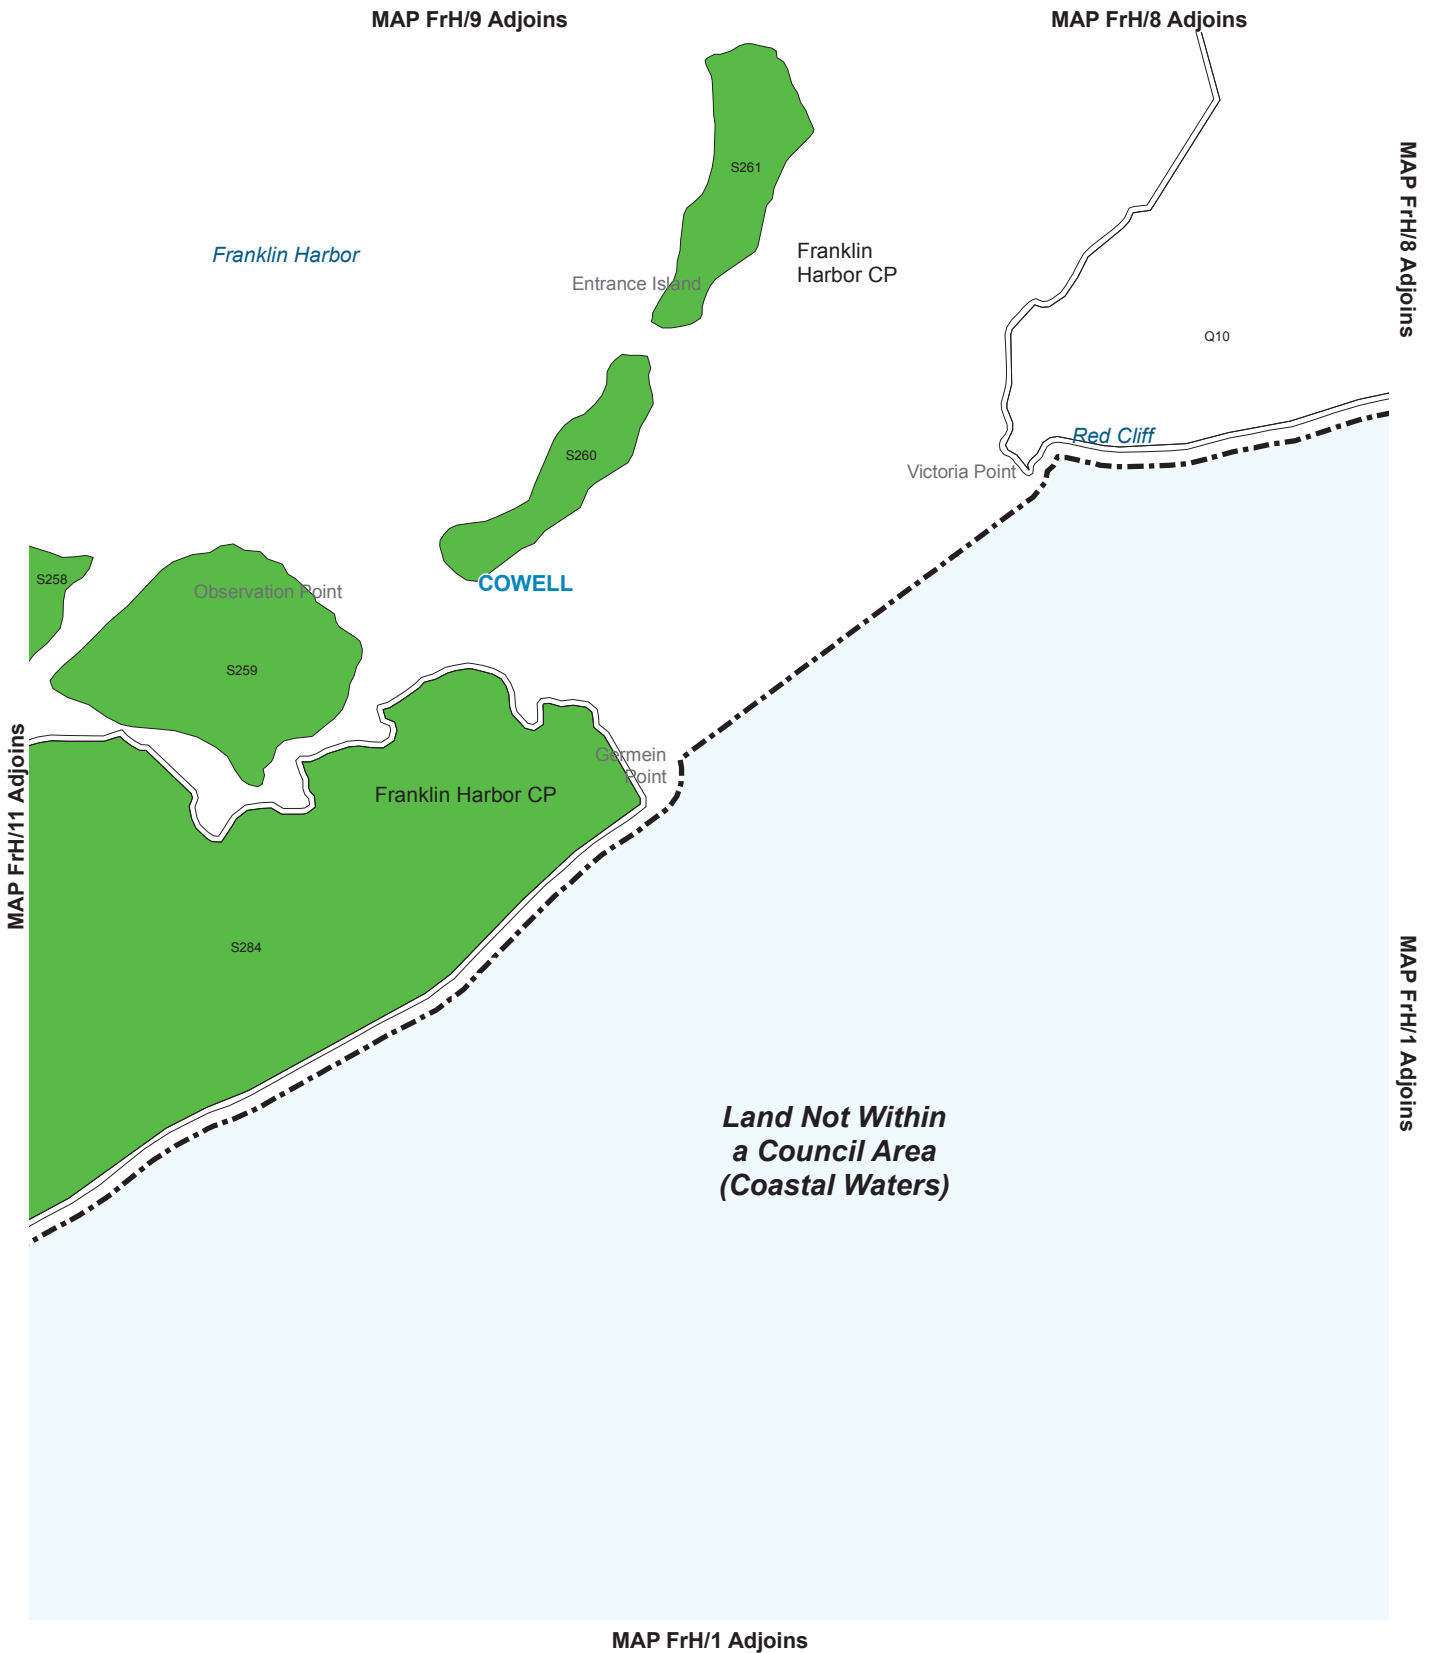 MAP FrH/9 Adjoins
MAP FrH/8 Adjoins
MAP FrH/8 Adjoins
S261
Franklin Harbor
Franklin
Harbor CP
Entrance Island
Q10
Red Cliff
S260
Victoria Point
S258
COWELL
Observation Point
S259
MAP FrH/11 Adjoins
Germein
Point
Franklin Harbor CP
S284
MAP FrH/1 Adjoins
Land Not Within
a Council Area
(Coastal Waters)
MAP FrH/1 Adjoins